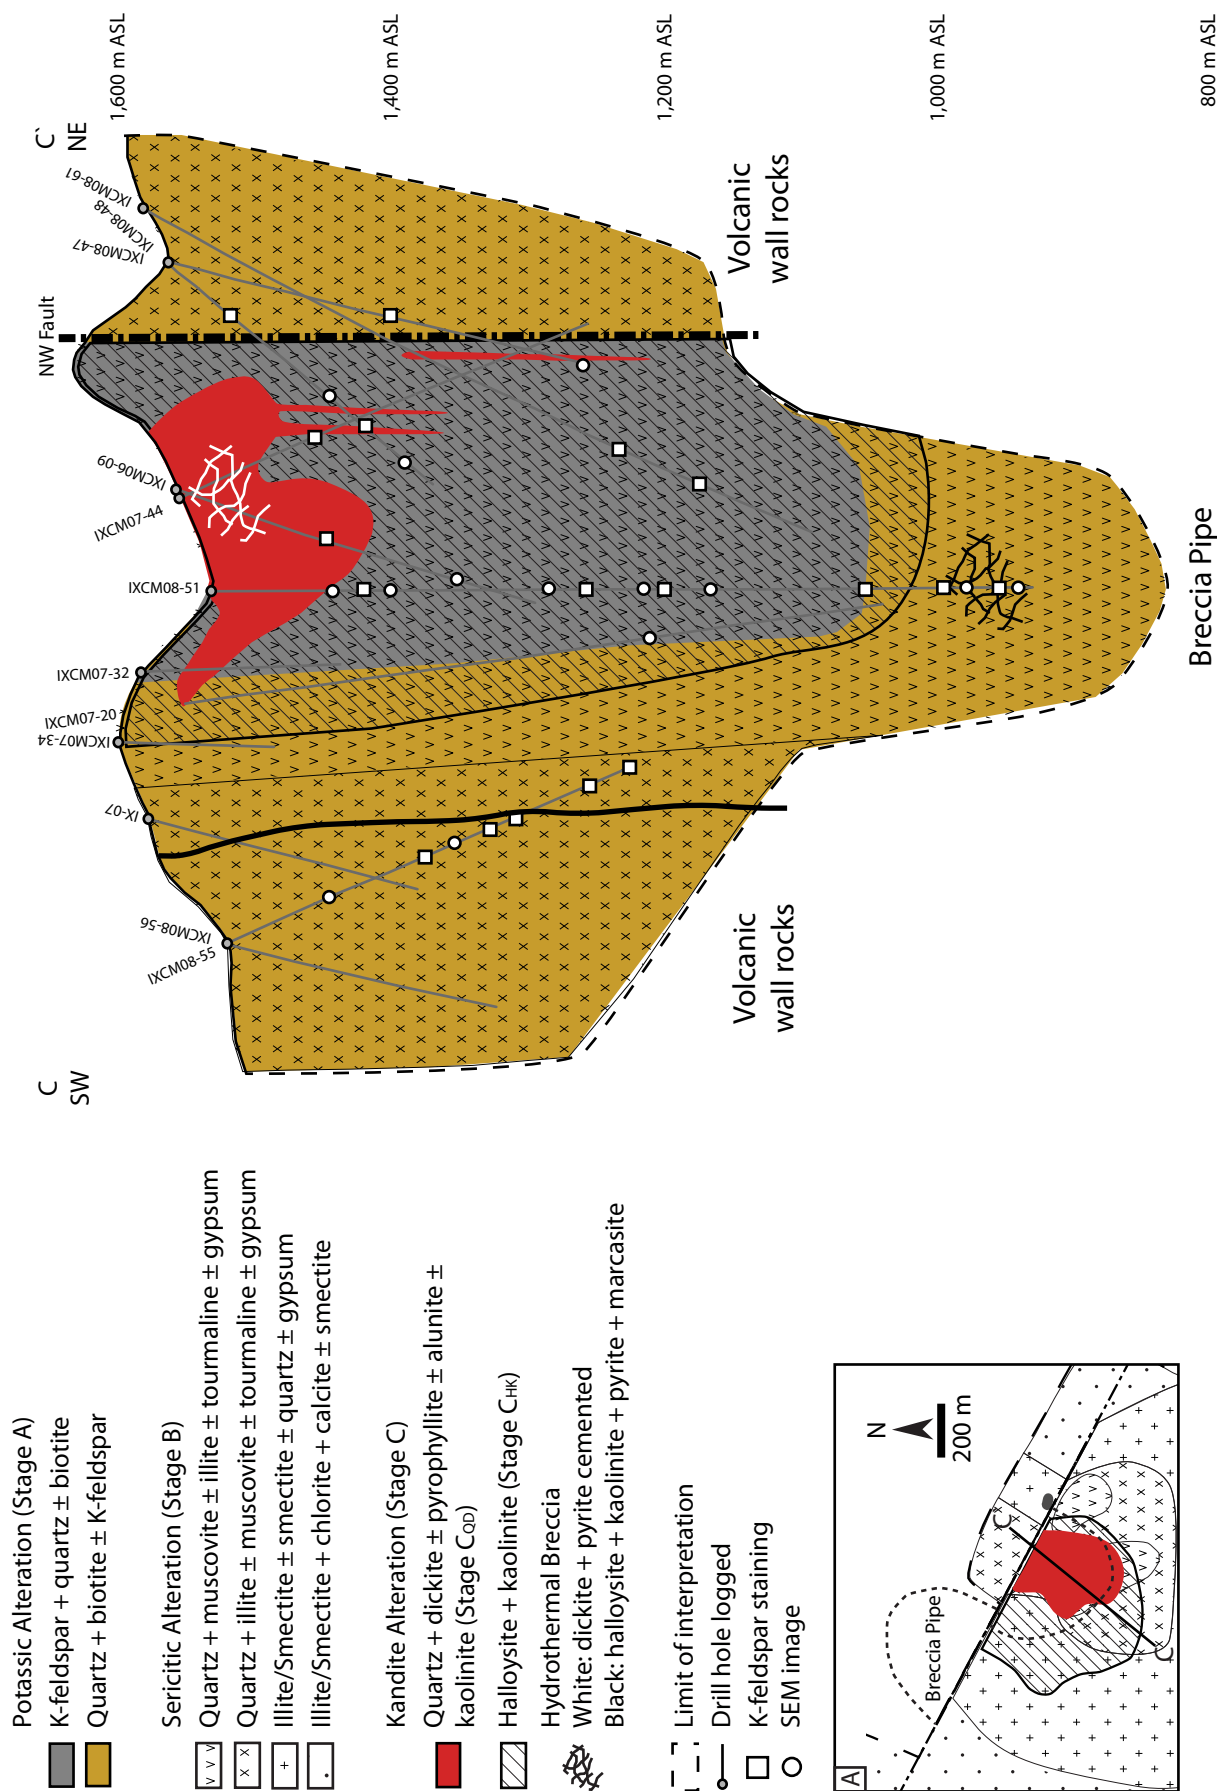 C
SW
C`
NE
1,600 m ASL
1,400 m ASL
1,200 m ASL
1,000 m ASL
800 m ASL
IXCM08-55
IXCM08-56
IX-07
IXCM07-34
IXCM07-20
IXCM07-32
IXCM08-51
IXCM07-44
IXCM06-09
NW Fault
IXCM08-47
IXCM08-48
IXCM08-61
Volcanic
wall rocks
Breccia Pipe
Volcanic
wall rocks
Potassic Alteration (Stage A)
K-feldspar + quartz ± biotite
Quartz + biotite ± K-feldspar
Sericitic Alteration (Stage B)
Quartz + muscovite ± illite ± tourmaline ± gypsum
Quartz + illite ± muscovite ± tourmaline ± gypsum
Illite/Smectite ± smectite ± quartz ± gypsum
Illite/Smectite + chlorite + calcite ± smectite
Kandite Alteration (Stage C)
Quartz + dickite ± pyrophyllite ± alunite ±
kaolinite (Stage CQD)
Halloysite + kaolinite (Stage CHK)
Hydrothermal Breccia
White: dickite + pyrite cemented
Black: halloysite + kaolinite + pyrite + marcasite
Limit of interpretation
Drill hole logged
K-feldspar staining
SEM image
A
Breccia Pipe
N
200 m
C
C`